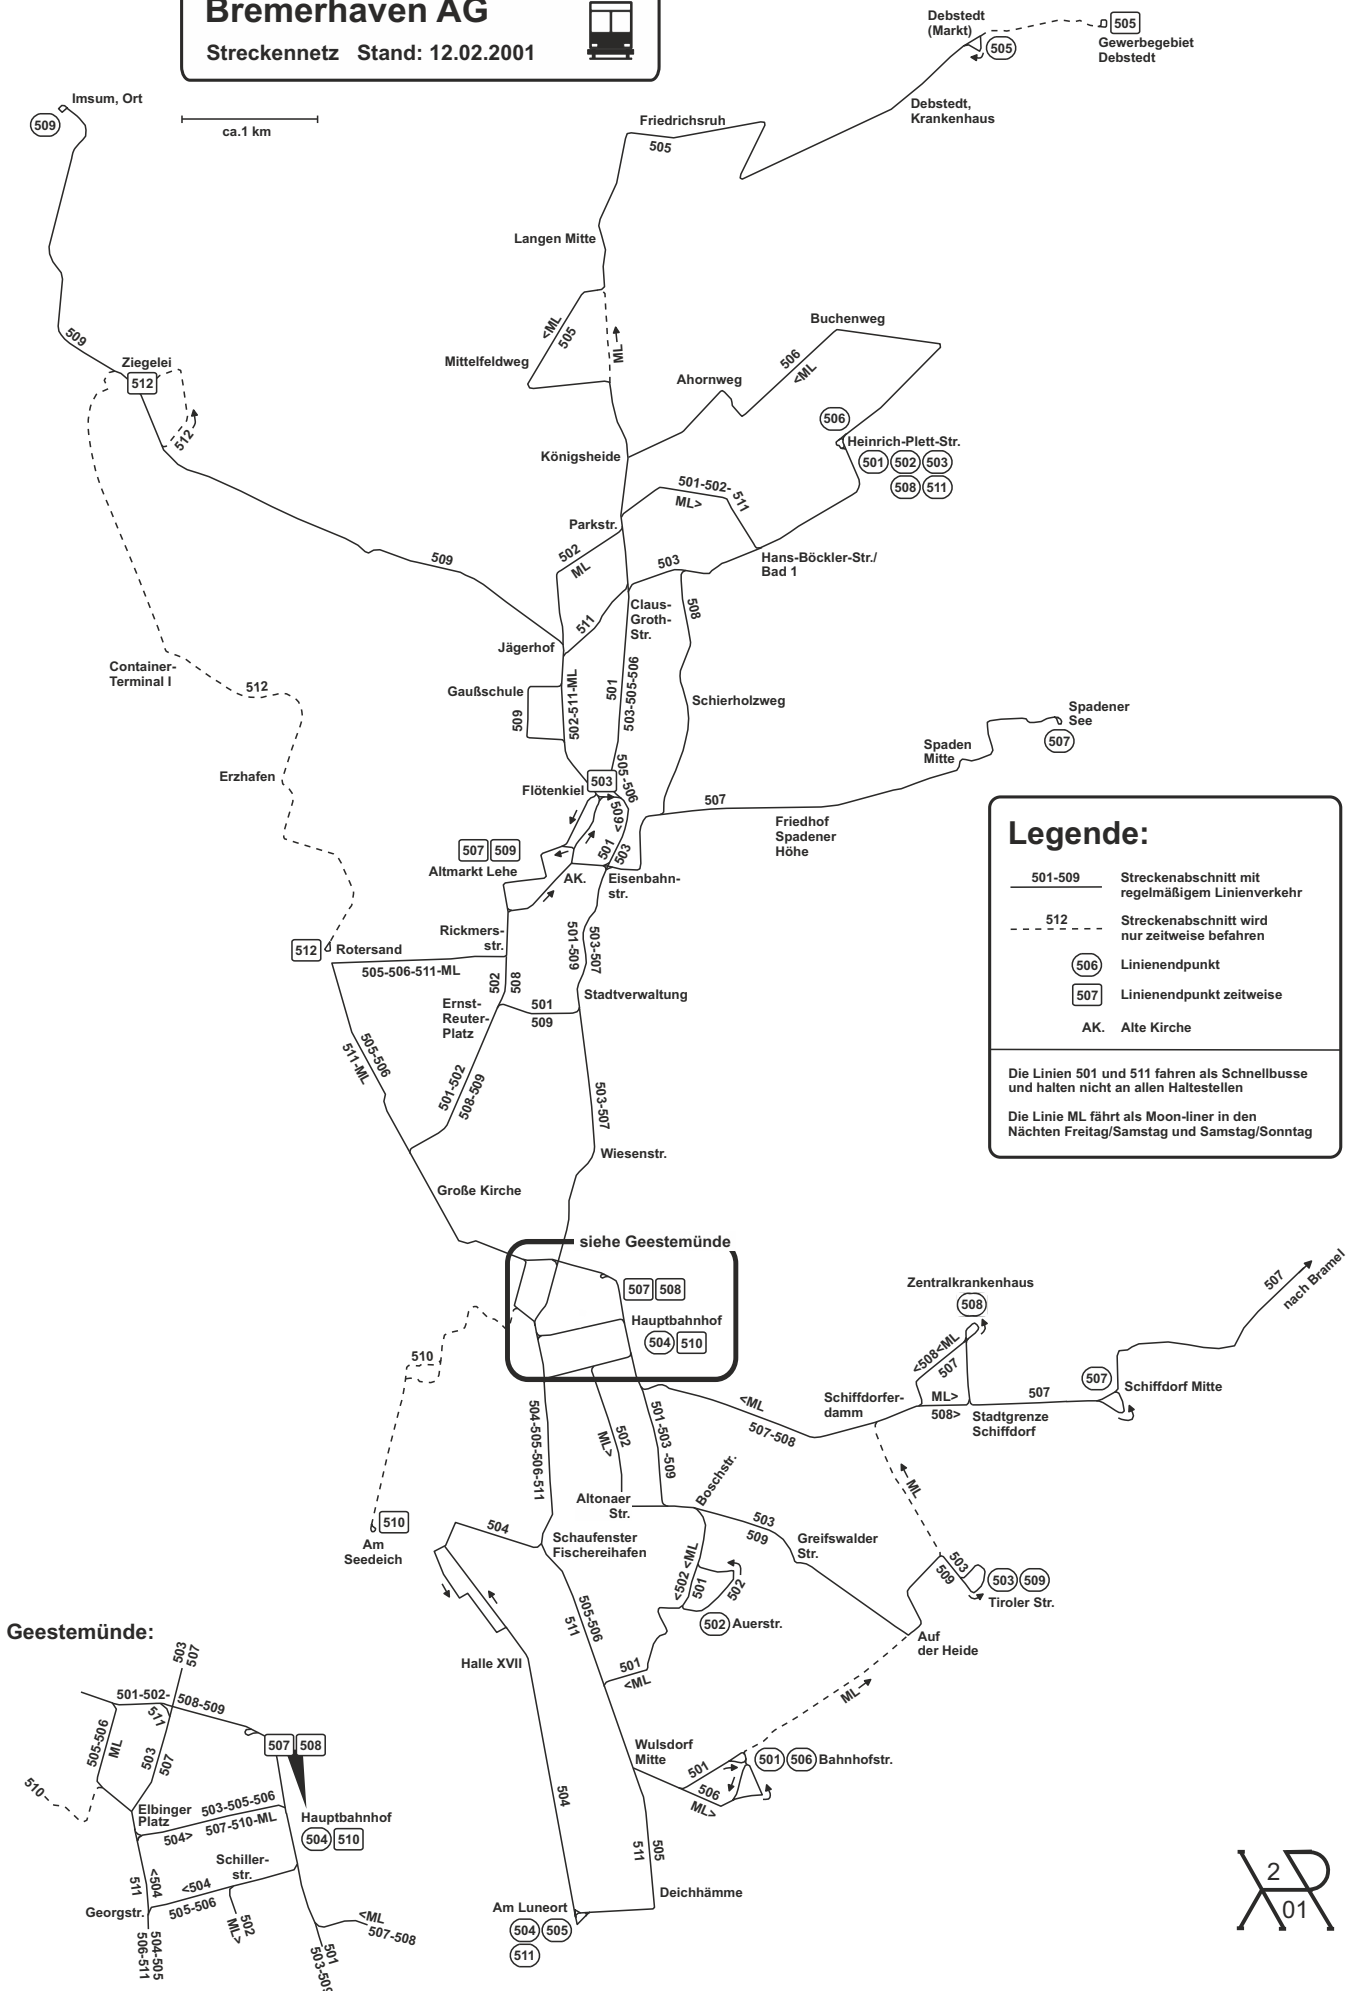 Bremerhaven AG
Streckennetz Stand: 12.02.2001
Debstedt
(Markt)
505
505
Gewerbegebiet
Debstedt
Imsum, Ort
509
ca.1 km
Debstedt,
Krankenhaus
Friedrichsruh
505
Langen Mitte
<ML
505
ML
Mittelfeldweg
Buchenweg
506
<ML
Ahornweg
509
Ziegelei
512
512
506
Heinrich-Plett-Str.
501 502 503
508 511
Königsheide
501-502-511
ML>
Parkstr.
502
ML
503
Hans-Böckler-Str./
Bad 1
509
Claus-
Groth-
Str.
508
511
Jägerhof
Container-
Terminal I
512
Gaußschule
509
502-511-ML
501
503-505-506
Schierholzweg
Spadener
See
507
Spaden
Mitte
Erzhafen
Flötenkiel
503
505-506
509>
507
Friedhof
Spadener
Höhe
507 509
Altmarkt Lehe
501
503
AK.
Eisenbahn-
str.
Legende:
501-509
Streckenabschnitt mit
regelmäßigem Linienverkehr
512
Streckenabschnitt wird
nur zeitweise befahren
506
Linienendpunkt
507
Linienendpunkt zeitweise
AK. Alte Kirche
Die Linien 501 und 511 fahren als Schnellbusse
und halten nicht an allen Haltestellen
Die Linie ML fährt als Moon-liner in den
Nächten Freitag/Samstag und Samstag/Sonntag
Rickmers-
str.
512
Rotersand
505-506-511-ML
501-509
503-507
502
508
Stadtverwaltung
Ernst-
Reuter-
Platz
501
509
505-506
511-ML
501-502
508-509
503-507
Wiesenstr.
Große Kirche
siehe Geestemünde
507 508
Hauptbahnhof
504 510
Zentralkrankenhaus
508
507
nach Bramel
510
<508<ML
507
507
Schiffdorf Mitte
Schiffdorfer-
damm
ML>
508>
507
Stadtgrenze
Schiffdorf
<ML
507-508
504-505-506-511
502
ML>
501-503 -509
ML
510
Am
Seedeich
Altonaer
Str.
Boschstr.
503
509
Greifswalder
Str.
504
Schaufenster
Fischereihafen
<502 <ML
501
502
502
Auerstr.
503
509
503 509
Tiroler Str.
505-506
511
Auf
der Heide
Halle XVII
501
<ML
ML
Wulsdorf
Mitte
501
506
ML>
501 506 Bahnhofstr.
504
505
511
Deichhämme
Am Luneort
504 505
511
Geestemünde:
503
507
501-502-
508-509
511
505-506
ML
503
507
507 508
510
Elbinger
Platz
503-505-506
504>
507-510-ML
Hauptbahnhof
504 510
Schiller-
str.
511
<504
<504
505-506
Georgstr.
502
ML>
<ML
507-508
504-505
506-511
501
503-509
2
01